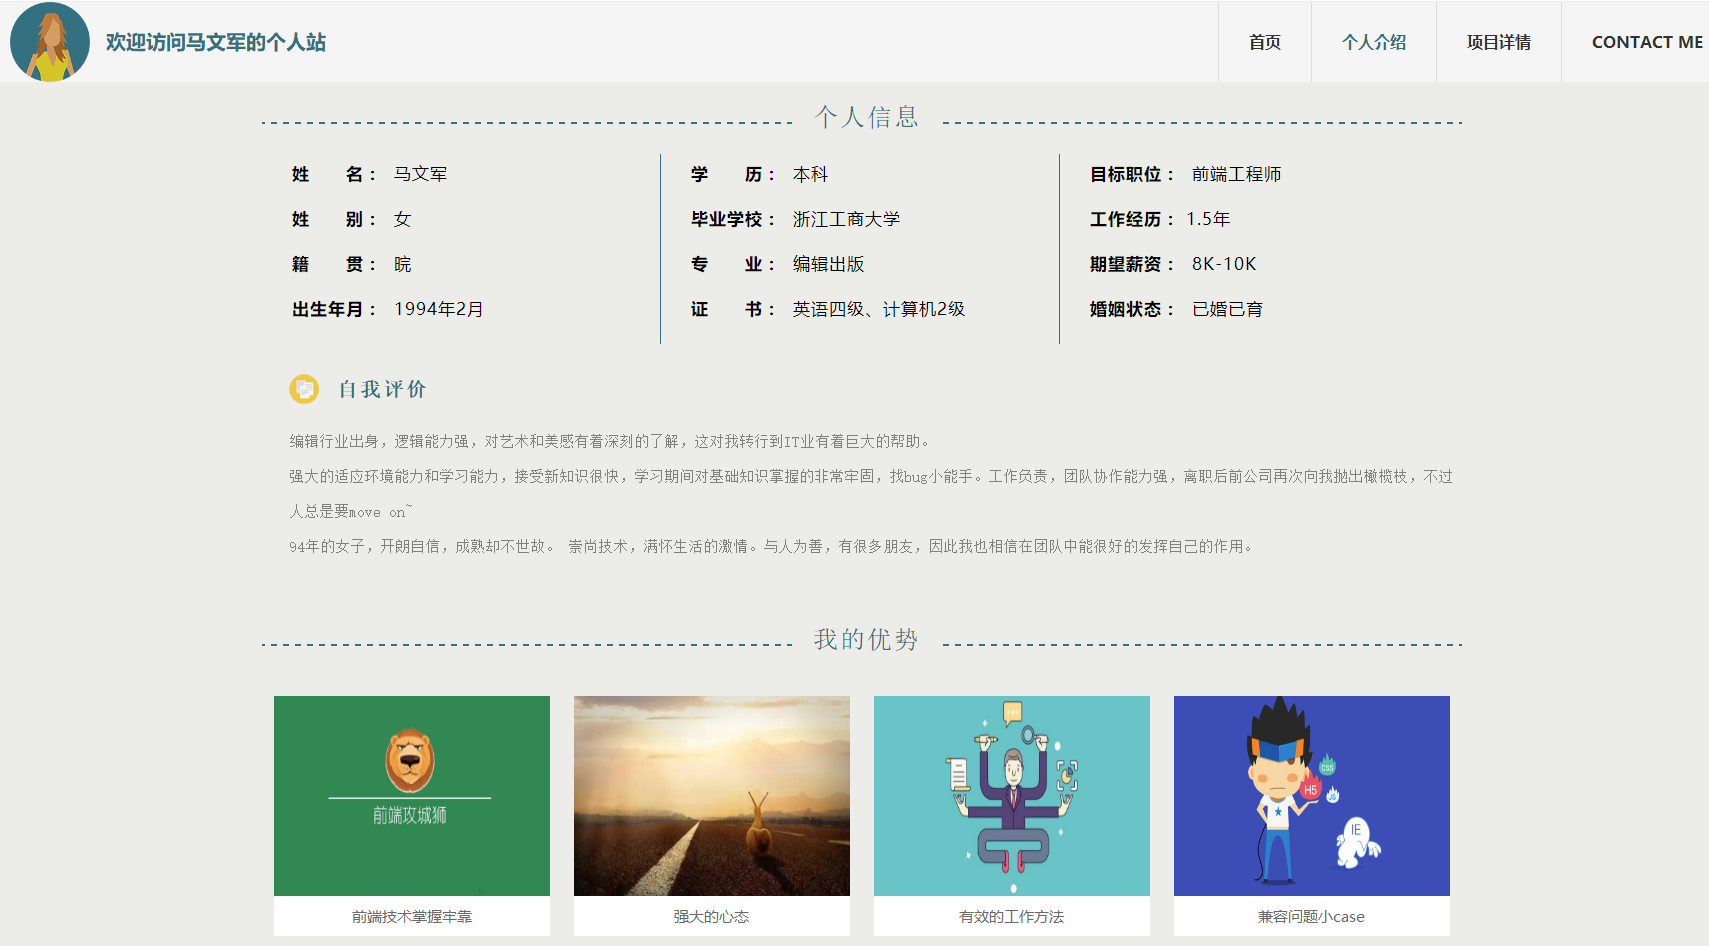 欢迎访问马文军的个人站
首页
个人介绍
项目详情
CONTACT ME
个人信息
姓 名： 马文军
学 历： 本科
目标职位： 前端工程师
姓 别： 女
毕业学校： 浙江工商大学
工作经历： 1.5年
籍 贯： 皖
专 业： 编辑出版
期望薪资： 8K-10K
出生年月： 1994年2月
证 书： 英语四级、计算机2级
婚姻状态： 已婚已育
自我评价
编辑行业出身，逻辑能力强，对艺术和美感有着深刻的了解，这对我转行到IT业有着巨大的帮助。
强大的适应环境能力和学习能力，接受新知识很快，学习期间对基础知识掌握的非常牢固，找bug小能手。工作负责，团队协作能力强，离职后前公司再次向我抛出橄榄枝，不过
人总是要move on~
94年的女子，开朗自信，成熟却不世故。 崇尚技术，满怀生活的激情。与人为善，有很多朋友，因此我也相信在团队中能很好的发挥自己的作用。
我的优势
前端攻城狮
CSS
H5
JS
IE
前端技术掌握牢靠
强大的心态
有效的工作方法
兼容问题小case